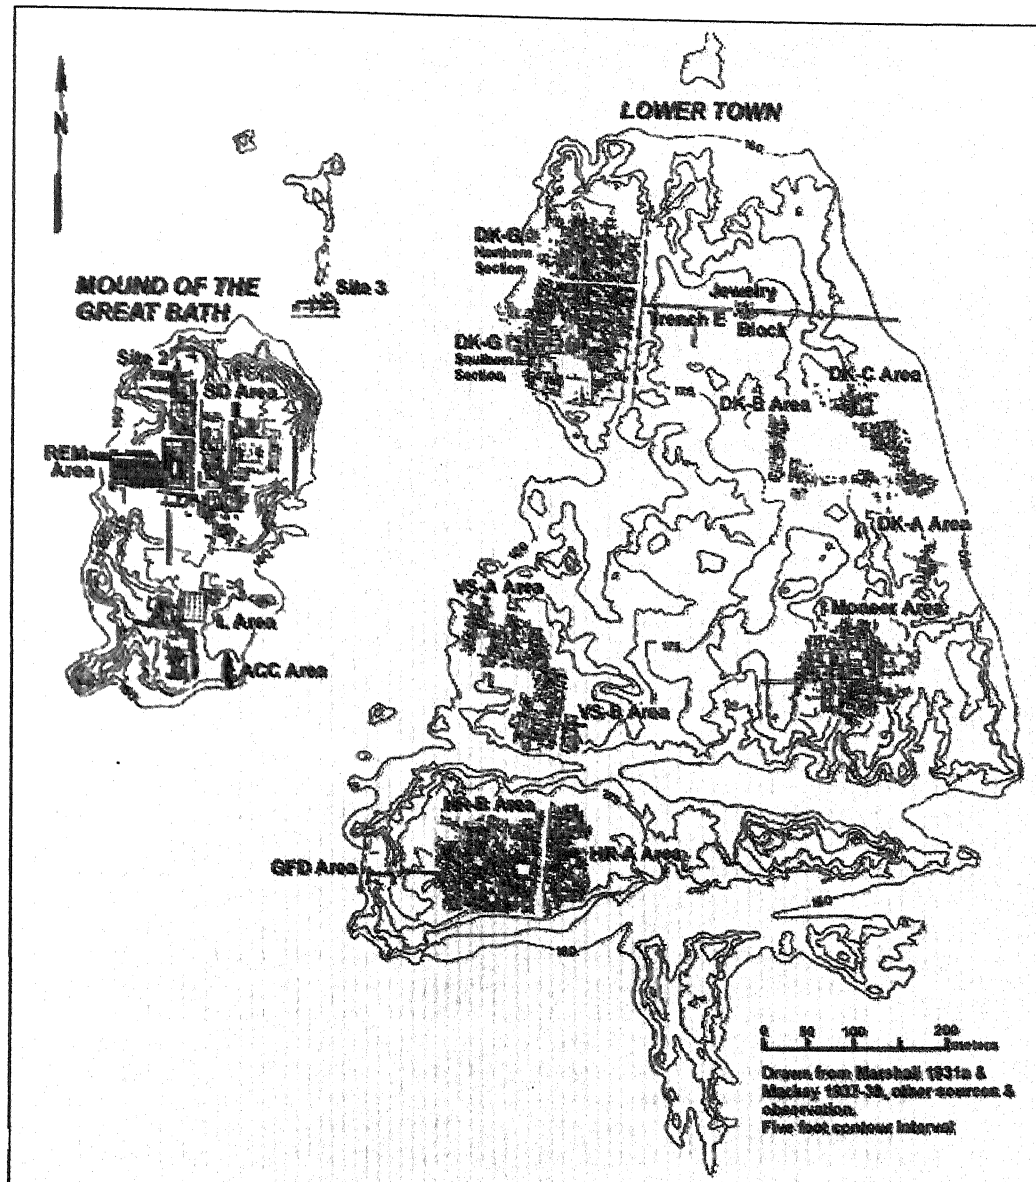 N
LOWER TOWN
160
DK-G
Northern
Section
MOUND OF THE
GREAT BATH
Site 3
Jewelry
Block
Trench E
DK-G
Southern
Section
Site 2
SD Area
DK-C Area
DK-B Area
REM
Area
DK-A Area
VS-A Area
Moneer Area
L Area
ACC Area
VS-B Area
HR-B Area
HR-A Area
GFD Area
160
160
0 50 100 200
meters
Drawn from Marshall 1931a &
Mackay 1937-38, other sources &
observation.
Five foot contour interval